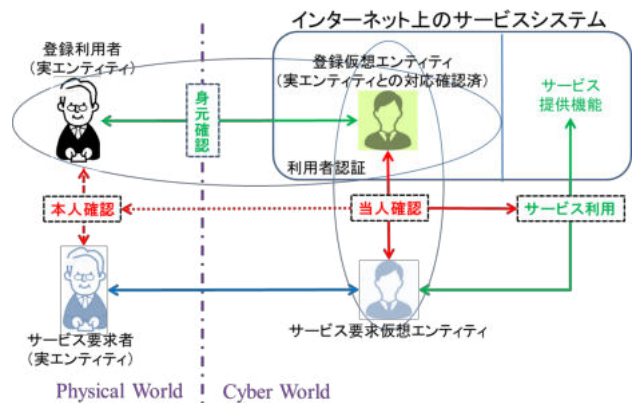 インターネット上のサービスシステム
登録利用者
(実エンティティ)
登録仮想エンティティ
(実エンティティとの対応確認済)
サービス
提供機能
身元確認
利用者認証
本人確認
当人確認
サービス利用
サービス要求者
(実エンティティ)
サービス要求仮想エンティティ
Physical World
Cyber World